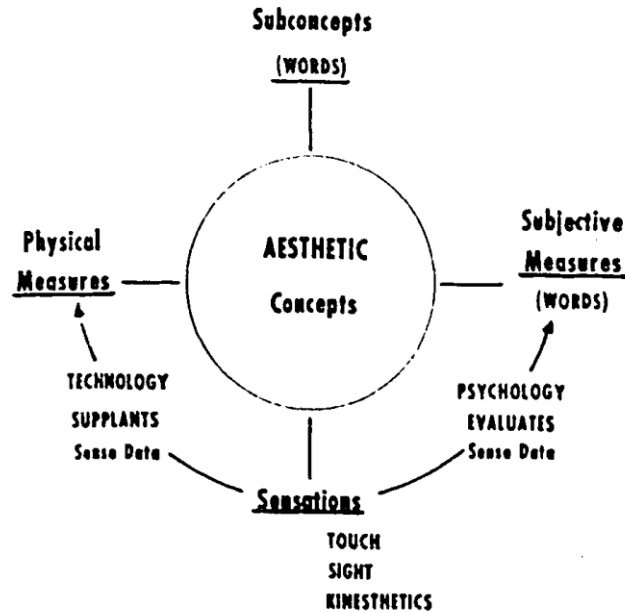 Subconcepts
(WORDS)
Physical
Measures
AESTHETIC
Concepts
Subjective
Measures
(WORDS)
TECHNOLOGY
SUPPLANTS
Sense Data
PSYCHOLOGY
EVALUATES
Sense Data
Sensations
TOUCH
SIGHT
KINESTHETICS